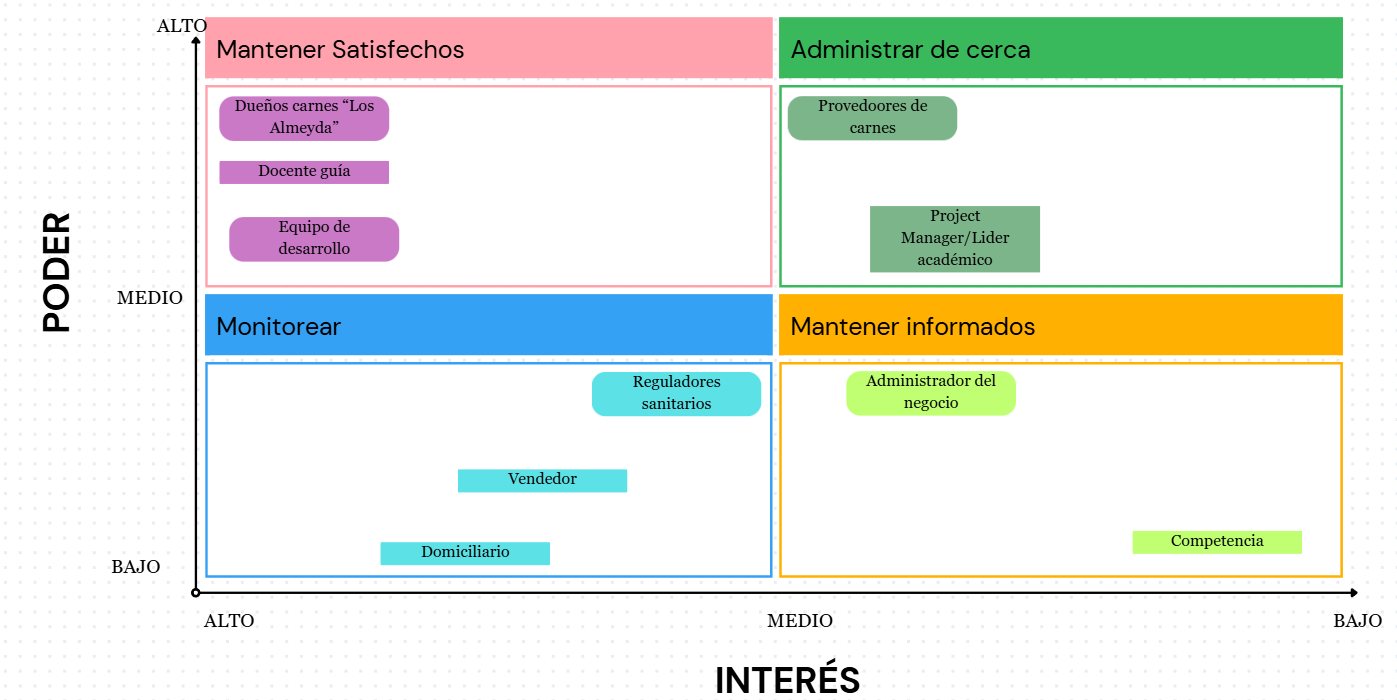 ALTO
Mantener Satisfechos
Administrar de cerca
Dueños carnes “Los
Almeyda”
Docente guía
Equipo de
desarrollo
Provedoores de
carnes
Project
Manager/Lider
académico
PODER
MEDIO
Monitorear
Mantener informados
Reguladores
sanitarios
Vendedor
Domiciliario
Administrador del
negocio
Competencia
BAJO
ALTO
MEDIO
BAJO
INTERÉS